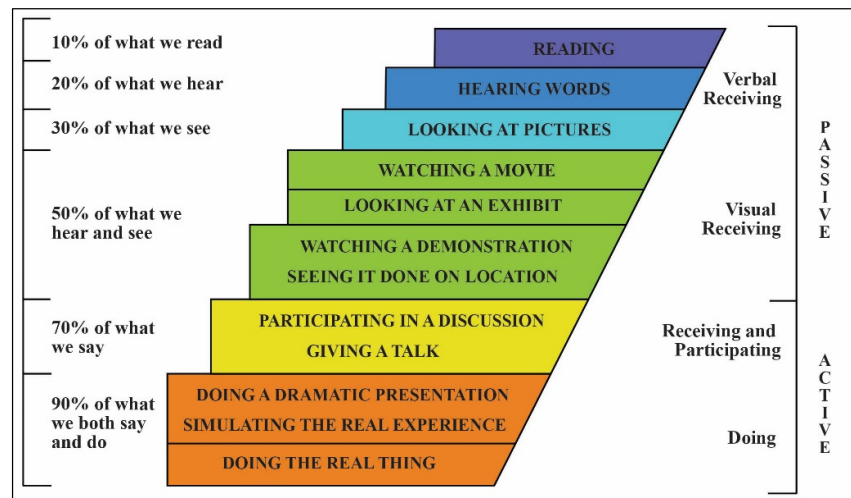 10% of what we read
READING
20% of what we hear
HEARING WORDS
Verbal
Receiving
30% of what we see
LOOKING AT PICTURES
50% of what we
hear and see
WATCHING A MOVIE
LOOKING AT AN EXHIBIT
WATCHING A DEMONSTRATION
SEEING IT DONE ON LOCATION
Visual
Receiving
PASSIVE
70% of what
we say
PARTICIPATING IN A DISCUSSION
GIVING A TALK
Receiving and
Participating
90% of what
we both say
and do
DOING A DRAMATIC PRESENTATION
SIMULATING THE REAL EXPERIENCE
DOING THE REAL THING
Doing
ACTIVE